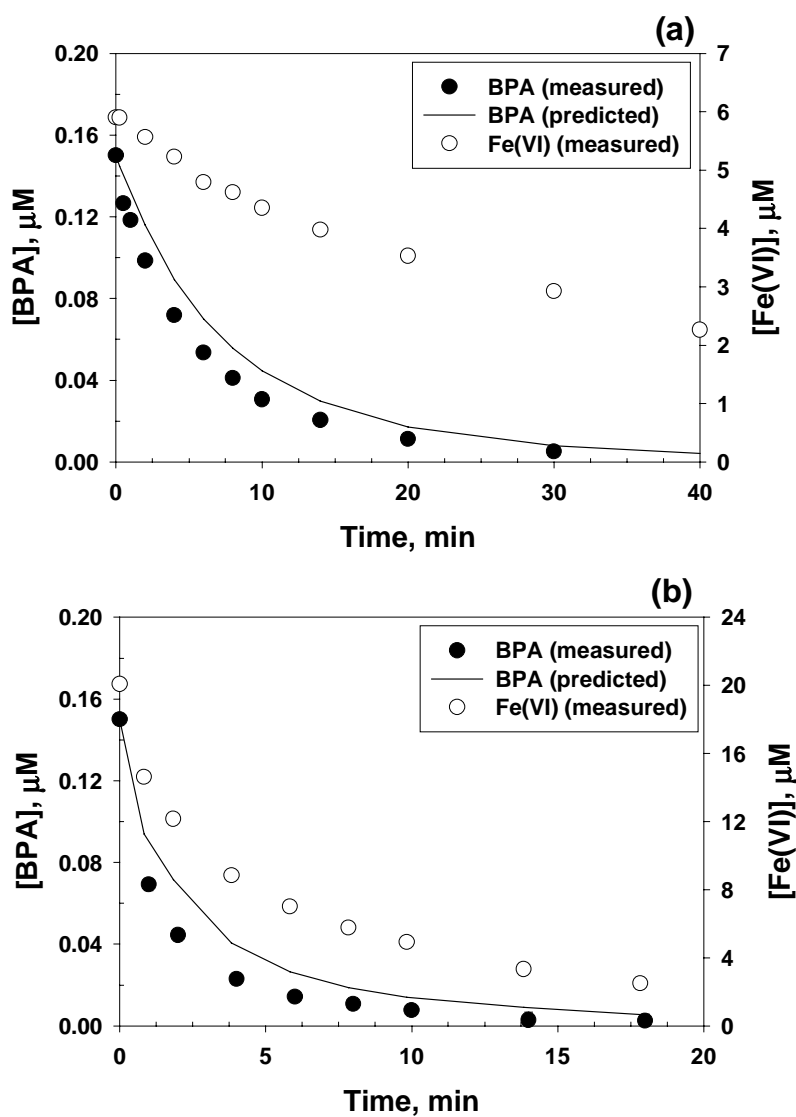 (a)
0.20
0.16
0.12
0.08
0.04
0.00
[BPA], μM
7
6
5
4
3
2
1
0
[Fe(VI)], μM
BPA (measured)
BPA (predicted)
Fe(VI) (measured)
0 10 20 30 40
Time, min
(b)
0.20
0.16
0.12
0.08
0.04
0.00
[BPA], μM
24
20
16
12
8
4
0
[Fe(VI)], μM
BPA (measured)
BPA (predicted)
Fe(VI) (measured)
0 5 10 15 20
Time, min